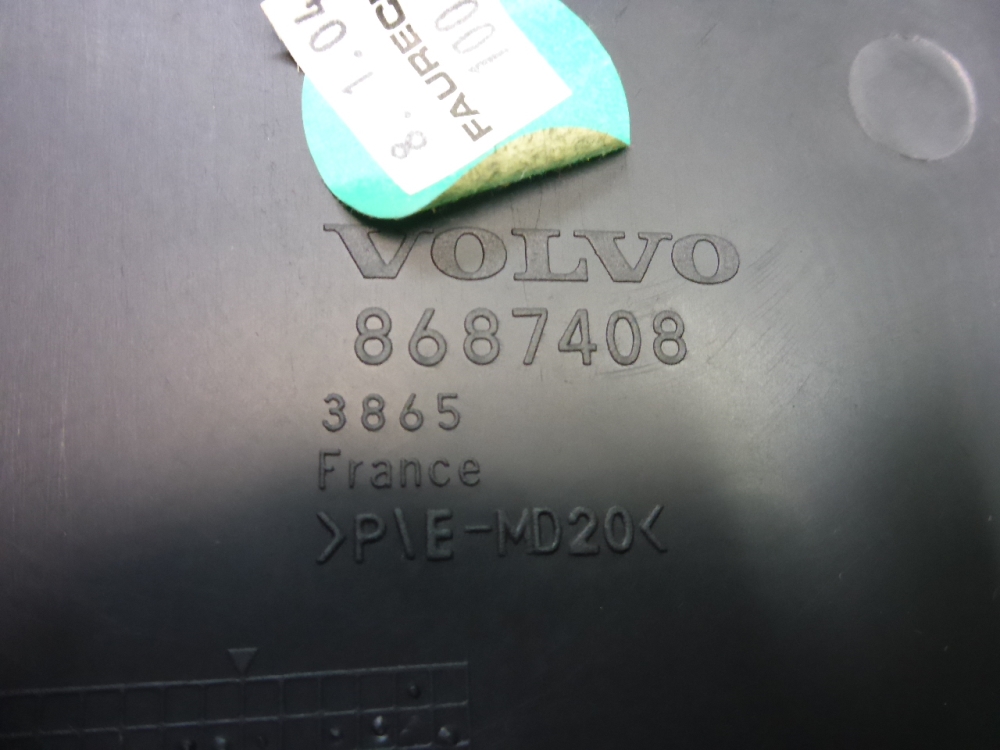 8. 1.04
FAURECI
100
VOLVO
8687408
3865
France
>P\E-MD20<